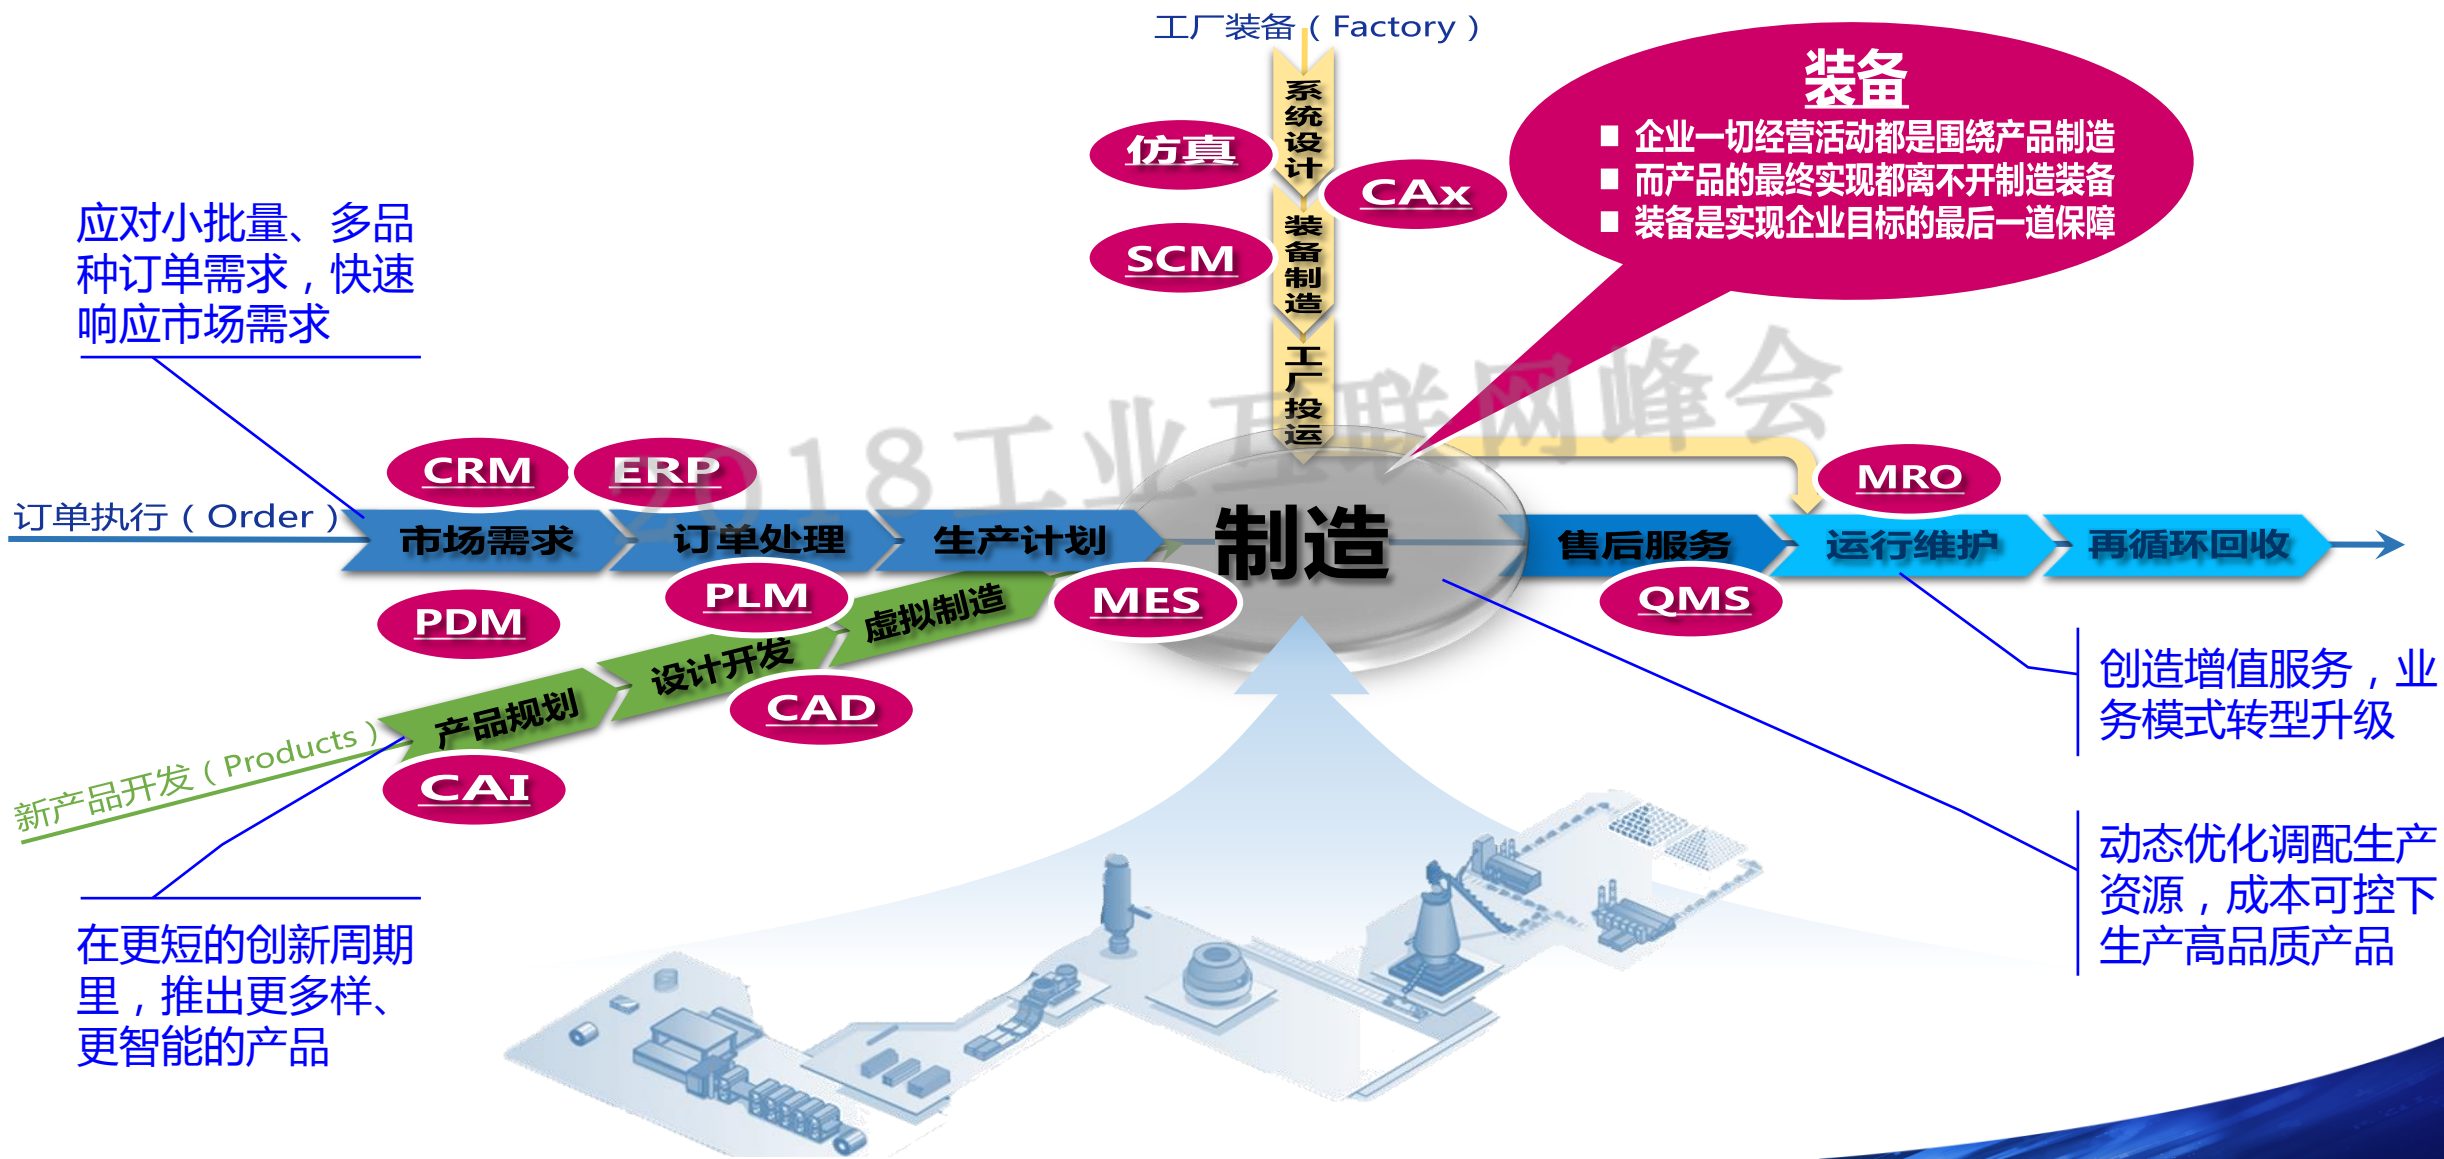 工厂装备（Factory）
系统设计
装备制造
工厂投运
仿真
CAx
SCM
装备
■ 企业一切经营活动都是围绕产品制造
■ 而产品的最终实现都离不开制造装备
■ 装备是实现企业目标的最后一道保障
应对小批量、多品
种订单需求，快速
响应市场需求
2018工业互联网峰会
CRM
ERP
MRO
订单执行（Order）
市场需求
订单处理
生产计划
制造
售后服务
运行维护
再循环回收
PDM
PLM
MES
QMS
虚拟制造
设计开发
产品规划
CAD
CAI
新产品开发（Products）
创造增值服务，业
务模式转型升级
动态优化调配生产
资源，成本可控下
生产高品质产品
在更短的创新周期
里，推出更多样、
更智能的产品